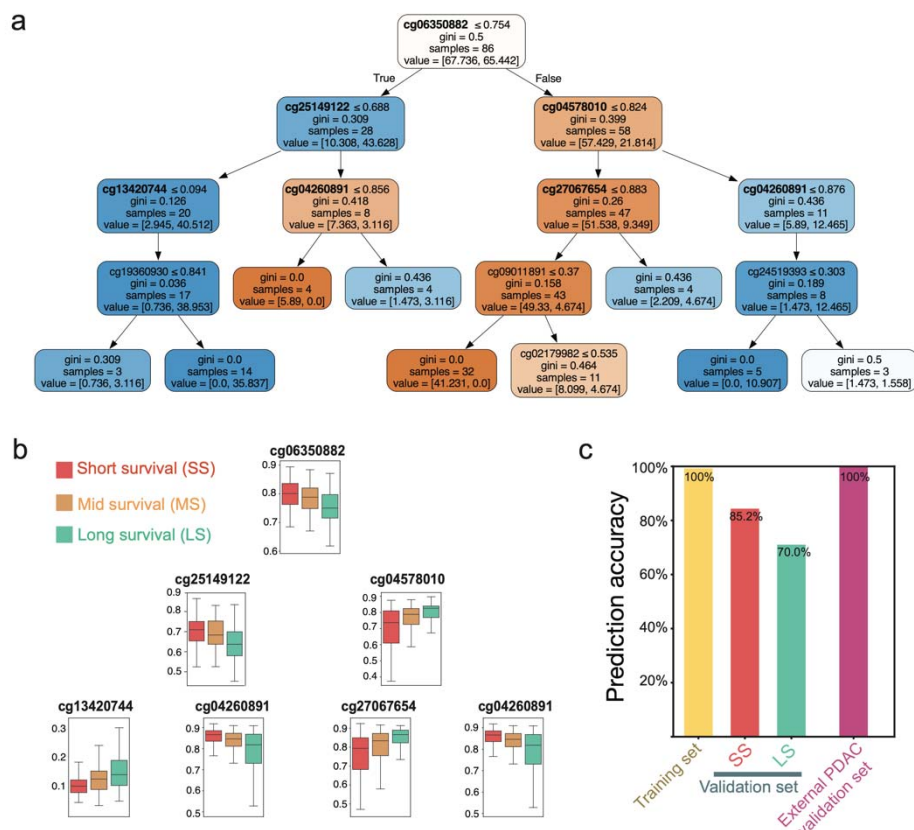 a
cg06350882 ≤ 0.754
gini = 0.5
samples = 86
value = [67.736, 65.442]
True
False
cg25149122 ≤ 0.688
gini = 0.309
samples = 28
value = [10.308, 43.628]
cg04578010 ≤ 0.824
gini = 0.399
samples = 58
value = [57.429, 21.814]
cg13420744 ≤ 0.094
gini = 0.126
samples = 20
value = [2.945, 40.512]
cg04260891 ≤ 0.856
gini = 0.418
samples = 8
value = [7.363, 3.116]
cg27067654 ≤ 0.883
gini = 0.26
samples = 47
value = [51.538, 9.349]
cg04260891 ≤ 0.876
gini = 0.436
samples = 11
value = [5.89, 12.465]
cg19360930 ≤ 0.841
gini = 0.036
samples = 17
value = [0.736, 38.953]
gini = 0.0
samples = 4
value = [5.89, 0.0]
gini = 0.436
samples = 4
value = [1.473, 3.116]
cg09011891 ≤ 0.37
gini = 0.158
samples = 43
value = [49.33, 4.674]
gini = 0.436
samples = 4
value = [2.209, 4.674]
cg24519393 ≤ 0.303
gini = 0.189
samples = 8
value = [1.473, 12.465]
gini = 0.309
samples = 3
value = [0.736, 3.116]
gini = 0.0
samples = 14
value = [0.0, 35.837]
gini = 0.0
samples = 32
value = [41.231, 0.0]
cg02179982 ≤ 0.535
gini = 0.464
samples = 11
value = [8.099, 4.674]
gini = 0.0
samples = 5
value = [0.0, 10.907]
gini = 0.5
samples = 3
value = [1.473, 1.558]
b
Short survival (SS)
Mid survival (MS)
Long survival (LS)
cg06350882
0.9
0.8
0.7
0.6
cg25149122
0.9
0.8
0.7
0.6
0.5
cg04578010
0.9
0.8
0.7
0.6
0.5
0.4
cg13420744
0.3
0.2
0.1
cg04260891
0.9
0.8
0.7
0.6
0.5
cg27067654
0.9
0.8
0.7
0.6
0.5
cg04260891
0.9
0.8
0.7
0.6
0.5
c
Prediction accuracy
100%
80%
60%
40%
20%
100%
85.2%
70.0%
100%
Training set
SS
LS
Validation set
External PDAC
validation set